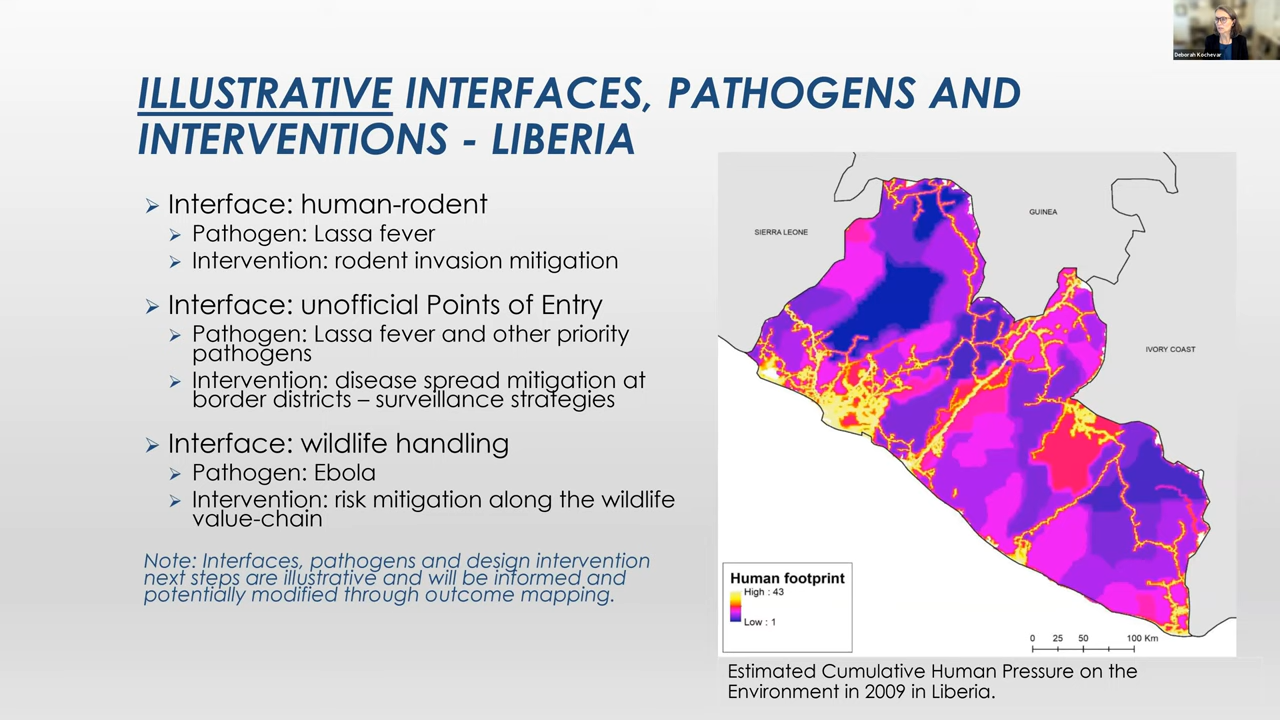 Deborah Kochevar
ILLUSTRATIVE INTERFACES, PATHOGENS AND
INTERVENTIONS - LIBERIA
Interface: human-rodent
Pathogen: Lassa fever
Intervention: rodent invasion mitigation
Interface: unofficial Points of Entry
Pathogen: Lassa fever and other priority
pathogens
Intervention: disease spread mitigation at
border districts – surveillance strategies
Interface: wildlife handling
Pathogen: Ebola
Intervention: risk mitigation along the wildlife
value-chain
Note: Interfaces, pathogens and design intervention
next steps are illustrative and will be informed and
potentially modified through outcome mapping.
SIERRA LEONE
GUINEA
IVORY COAST
Human footprint
High : 43
Low : 1
0 25 50 100 Km
Estimated Cumulative Human Pressure on the
Environment in 2009 in Liberia.